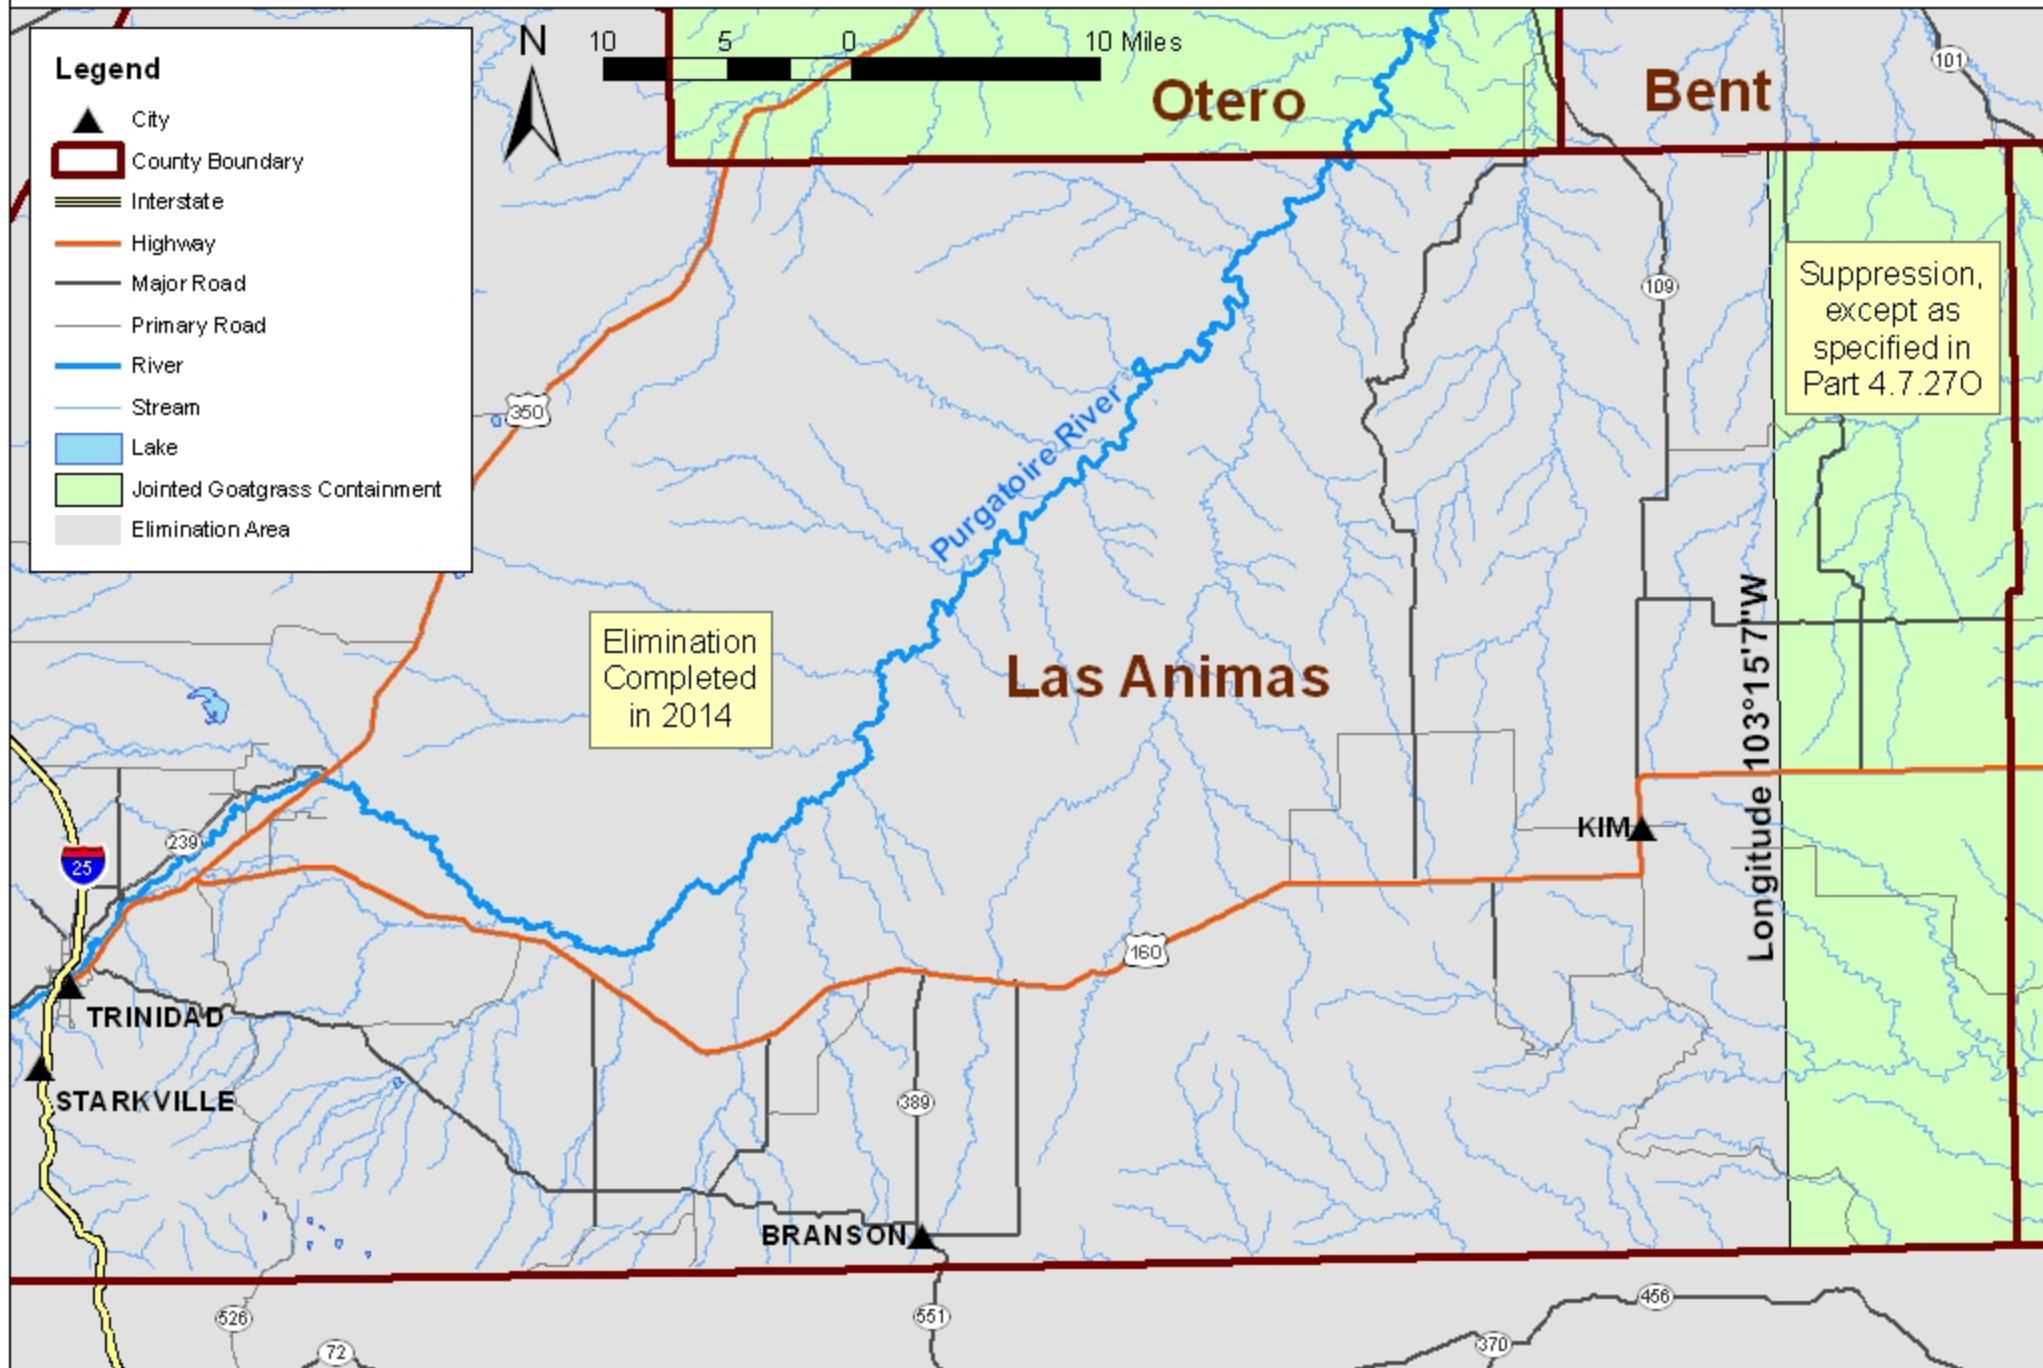 Legend
City
County Boundary
Interstate
Highway
Major Road
Primary Road
River
Stream
Lake
Jointed Goatgrass Containment
Elimination Area
N
10 5 0 10 Miles
Otero
Bent
101
109
Suppression,
except as
specified in
Part 4.7.27O
350
Purgatoire River
Elimination
Completed
in 2014
Las Animas
Longitude 103°15'7"W
239
25
KIM
160
TRINIDAD
STARKVILLE
389
BRANSON
526
72
551
456
370